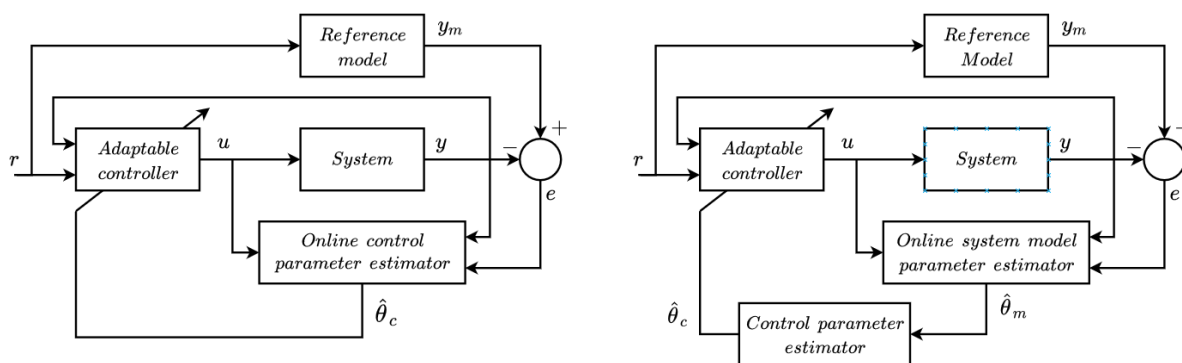 Reference
model
y_m
+
Adaptable
controller
r
u
System
y
−
e
Online control
parameter estimator
θ̂_c
Reference
Model
y_m
Adaptable
controller
r
u
System
y
−
e
Online system model
parameter estimator
θ̂_m
θ̂_c
Control parameter
estimator